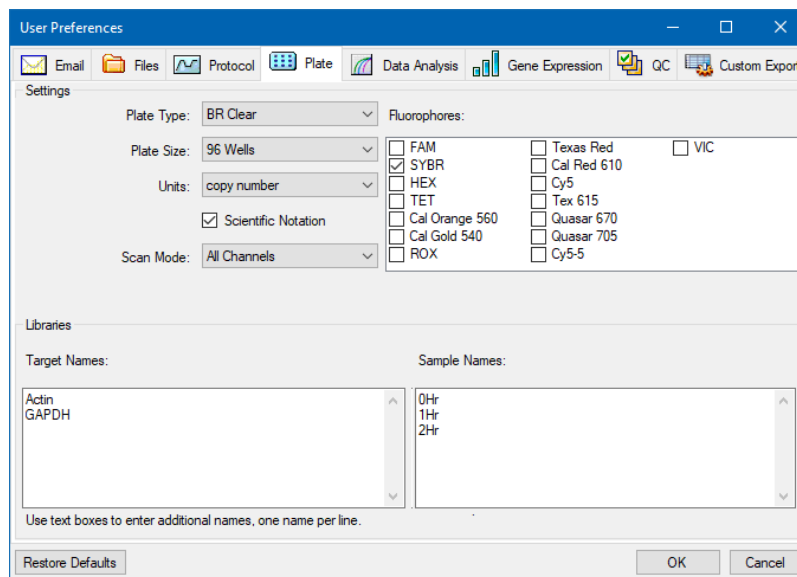 User Preferences
Email Files Protocol Plate Data Analysis Gene Expression QC Custom Expor
Settings
Plate Type: BR Clear
Plate Size: 96 Wells
Units: copy number
Scientific Notation
Scan Mode: All Channels
Fluorophores:
FAM Texas Red VIC
SYBR Cal Red 610
HEX Cy5
TET Tex 615
Cal Orange 560 Quasar 670
Cal Gold 540 Quasar 705
ROX Cy5-5
Libraries
Target Names:
Actin
GAPDH
Sample Names:
0Hr
1Hr
2Hr
Use text boxes to enter additional names, one name per line.
Restore Defaults OK Cancel